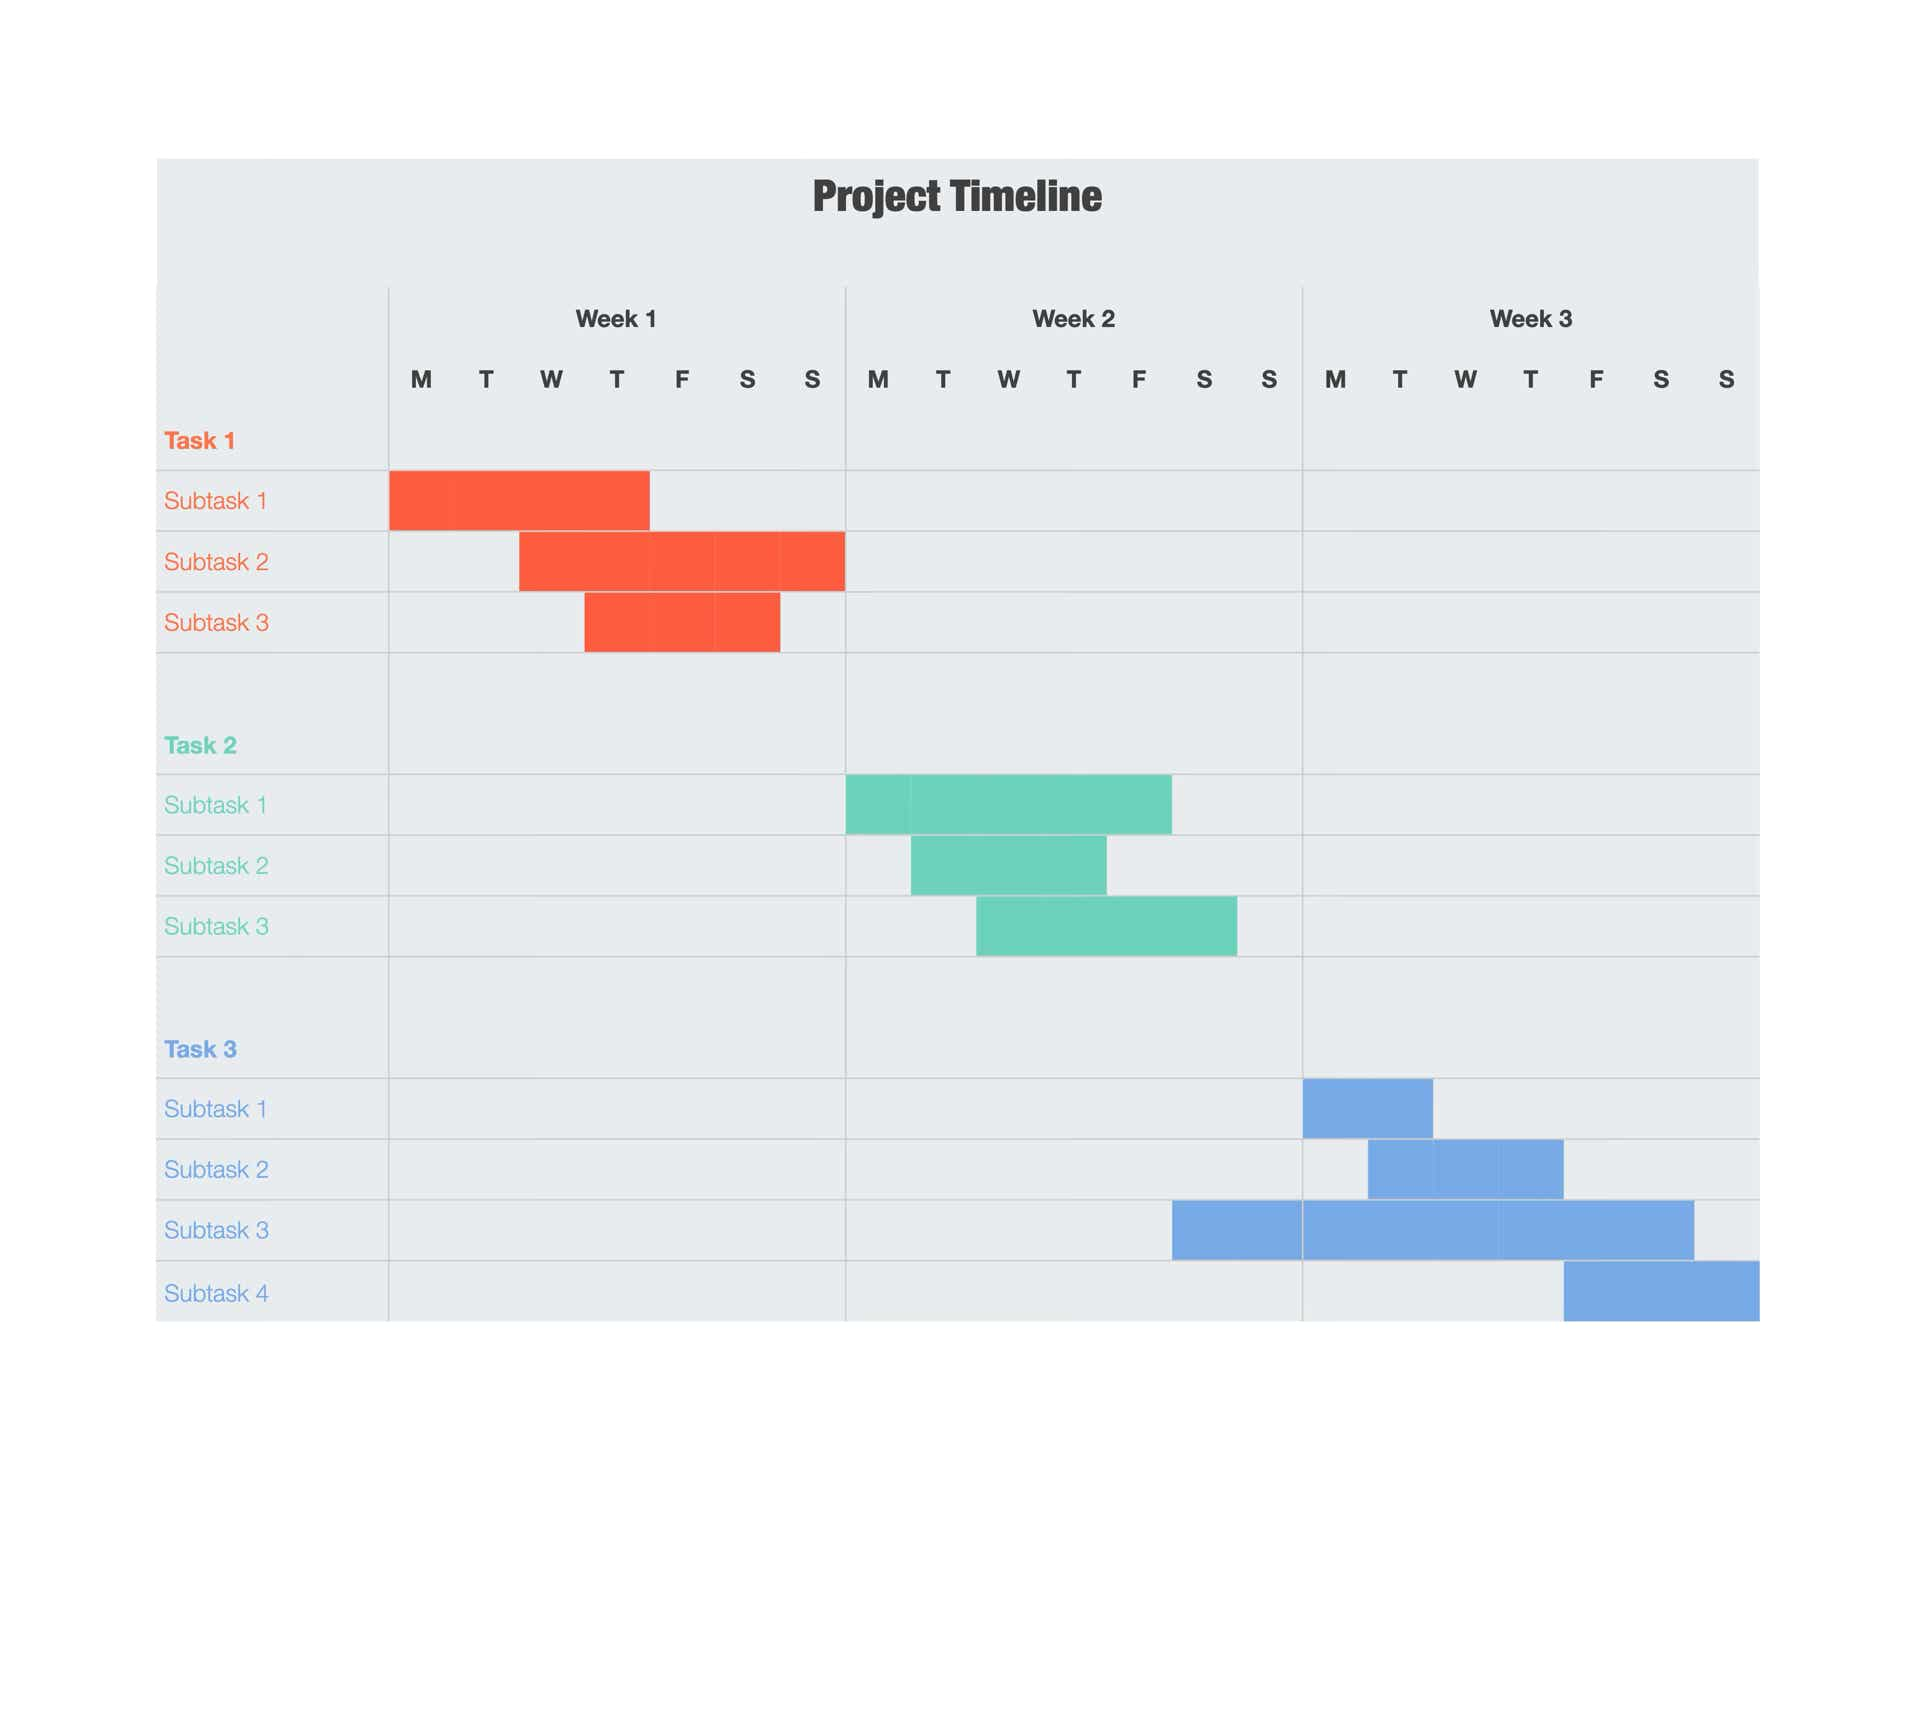 Project Timeline
Week 1 Week 2 Week 3
M T W T F S S M T W T F S S M T W T F S S
Task 1
Subtask 1
Subtask 2
Subtask 3
Task 2
Subtask 1
Subtask 2
Subtask 3
Task 3
Subtask 1
Subtask 2
Subtask 3
Subtask 4